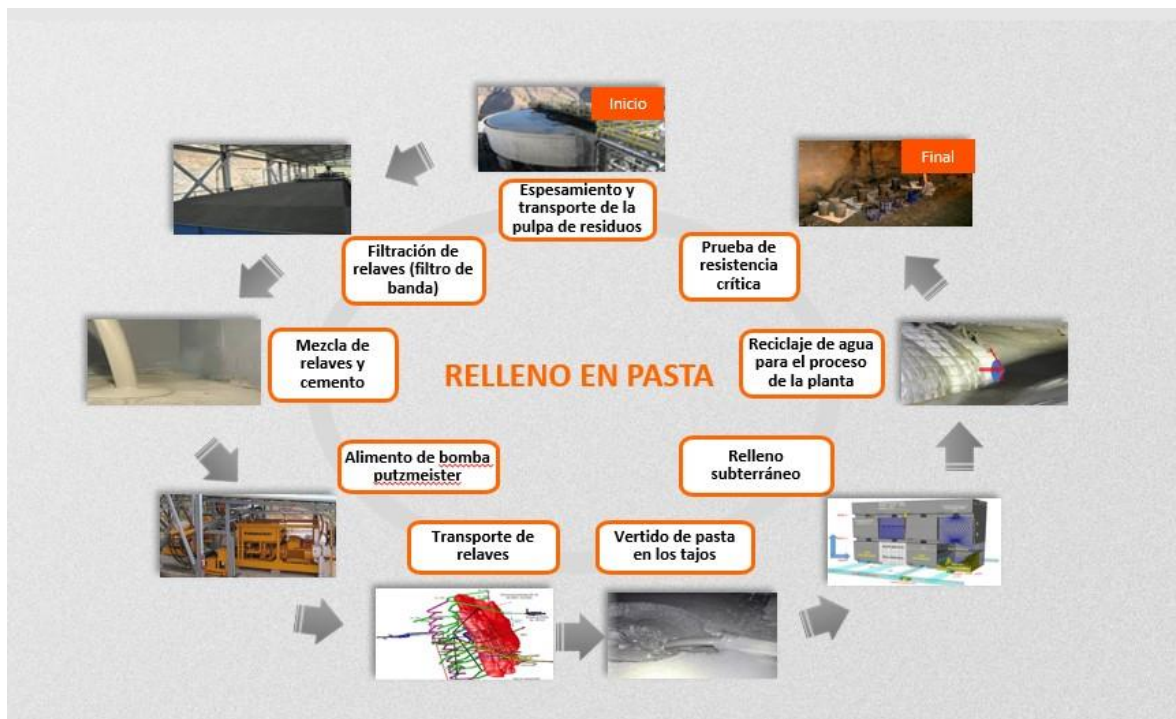 Inicio
Espesamiento y
transporte de la
pulpa de residuos
Filtración de
relaves (filtro de
banda)
Mezcla de
relaves y
cemento
Alimento de bomba
putzmeister
Transporte de
relaves
Vertido de pasta
en los tajos
Relleno
subterráneo
Reciclaje de agua
para el proceso
de la planta
Prueba de
resistencia
crítica
Final
RELLENO EN PASTA